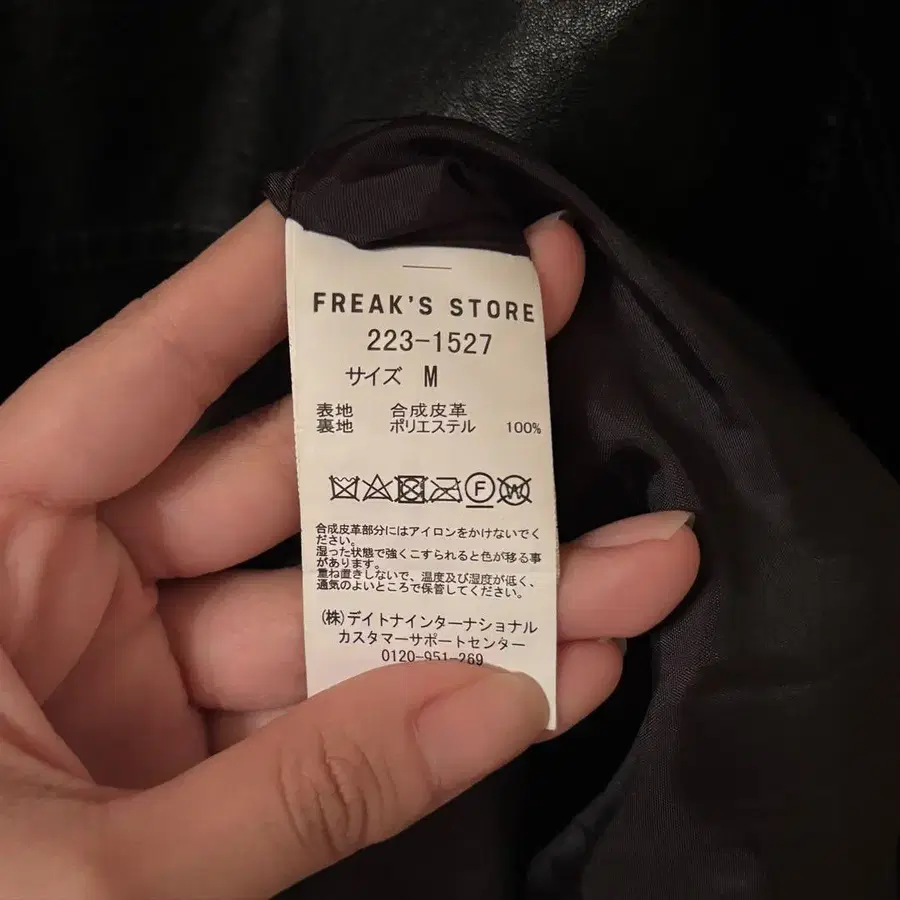 FREAK'S STORE
223-1527
サイズ M
表地 合成皮革
裏地 ポリエステル 100%
F W
合成皮革部分にはアイロンをかけないでく
ださい。
湿った状態で強くこすられると色が移る事
があります。
重ね置きしないで、温度及び湿度が低く、
通気のよいところで保管してください。
(株)デイトナインターナショナル
カスタマーサポートセンター
0120-951-269